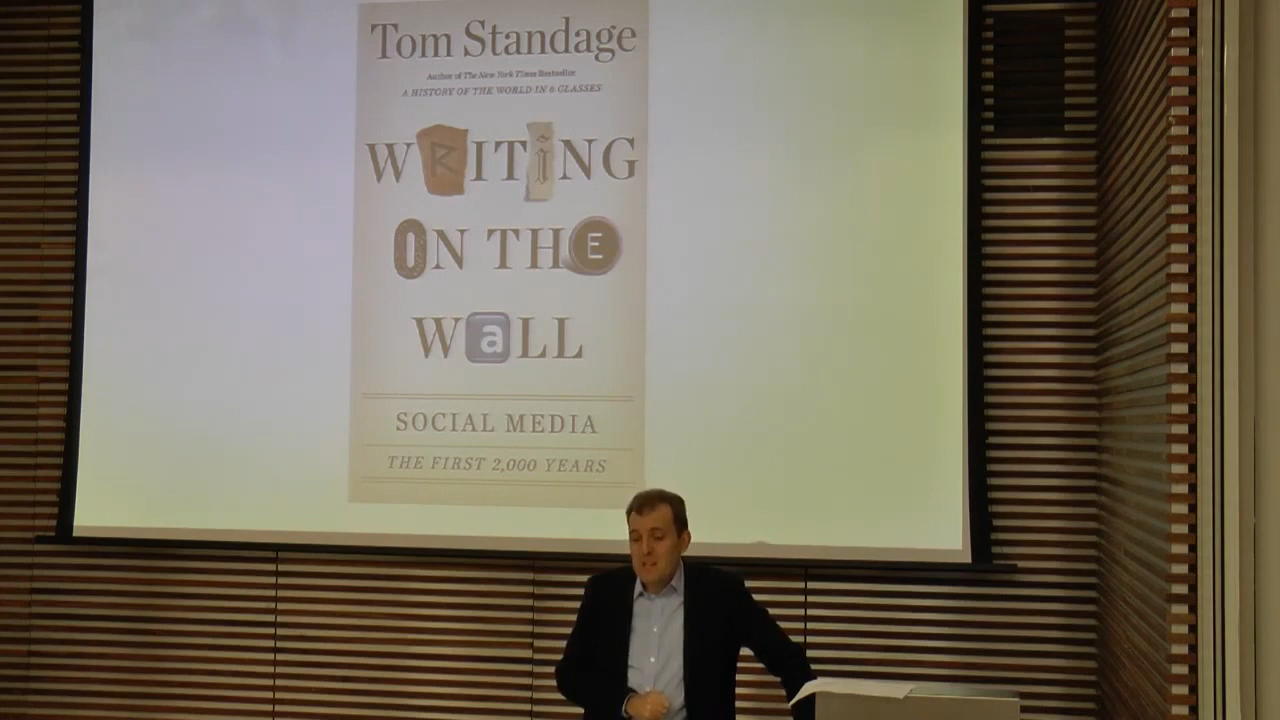 Tom Standage
Author of The New York Times Bestseller
A HISTORY OF THE WORLD IN 6 GLASSES
WRITING
ON THE
WaLL
SOCIAL MEDIA
THE FIRST 2,000 YEARS